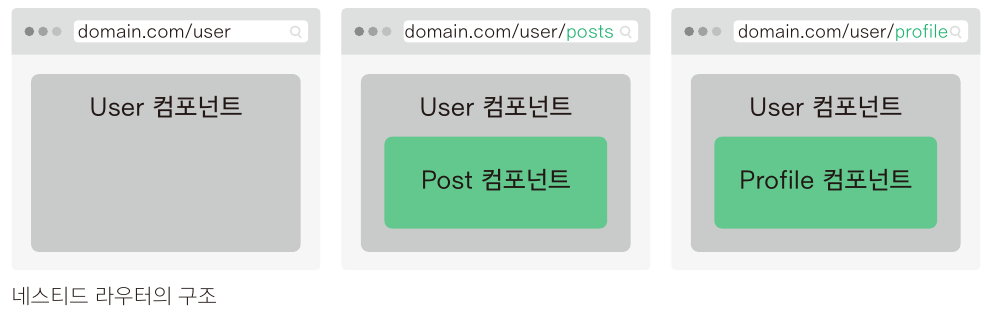 domain.com/user
User 컴포넌트
domain.com/user/posts
User 컴포넌트
Post 컴포넌트
domain.com/user/profile
User 컴포넌트
Profile 컴포넌트
네스티드 라우터의 구조